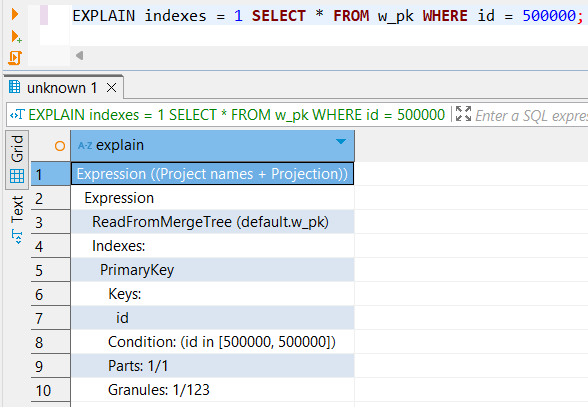 EXPLAIN indexes = 1 SELECT * FROM w_pk WHERE id = 500000;
unknown 1
EXPLAIN indexes = 1 SELECT * FROM w_pk WHERE id = 500000
Enter a SQL expres
Grid
Text
A-Z explain
1 Expression ((Project names + Projection))
2 Expression
3 ReadFromMergeTree (default.w_pk)
4 Indexes:
5 PrimaryKey
6 Keys:
7 id
8 Condition: (id in [500000, 500000])
9 Parts: 1/1
10 Granules: 1/123